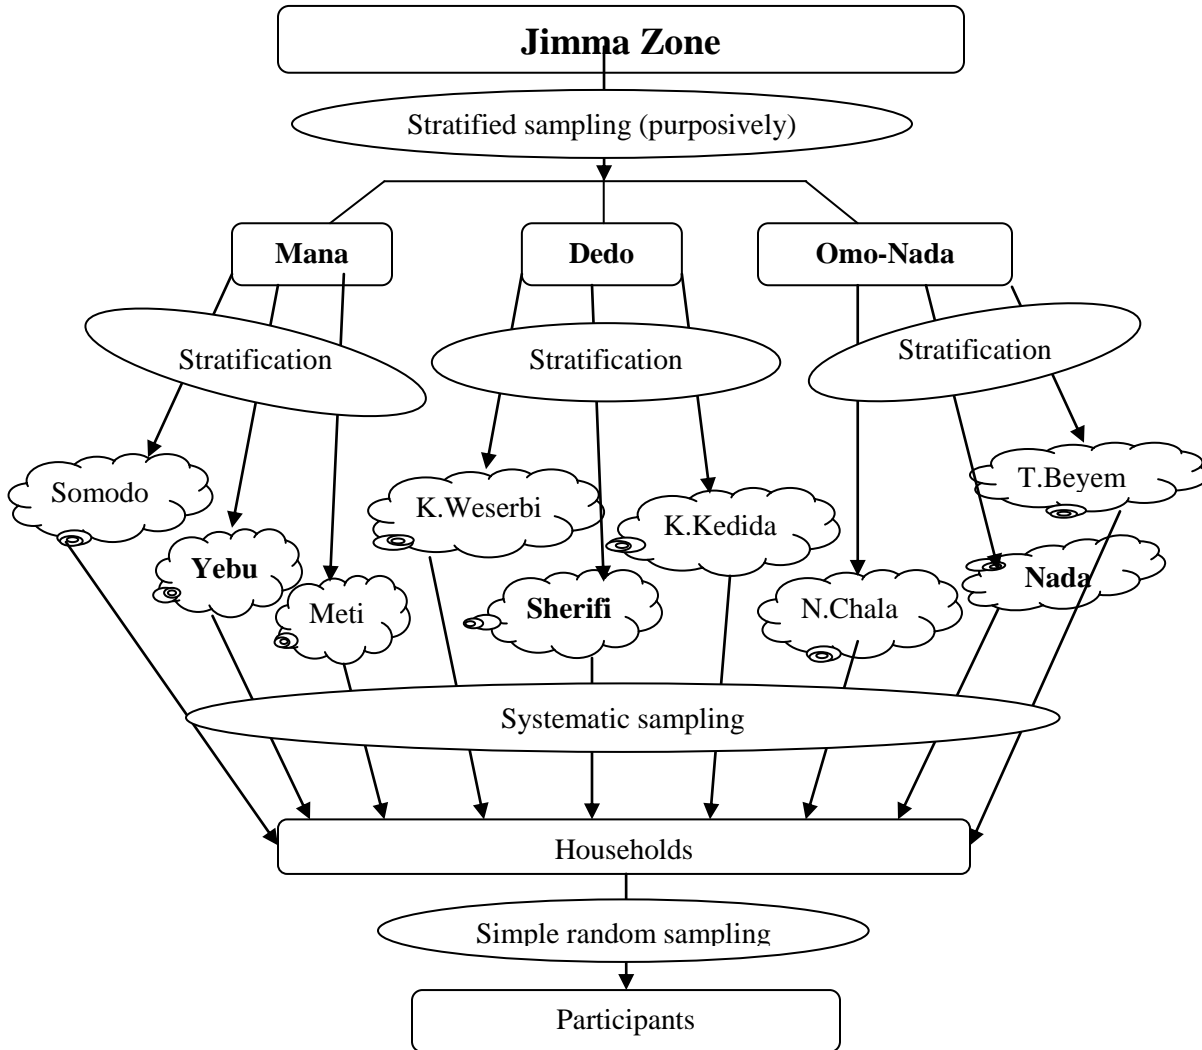 Jimma Zone
Stratified sampling (purposively)
Mana
Dedo
Omo-Nada
Stratification
Stratification
Stratification
Somodo
K.Weserbi
K.Kedida
T.Beyem
Yebu
Meti
Sherifi
N.Chala
Nada
Systematic sampling
Households
Simple random sampling
Participants